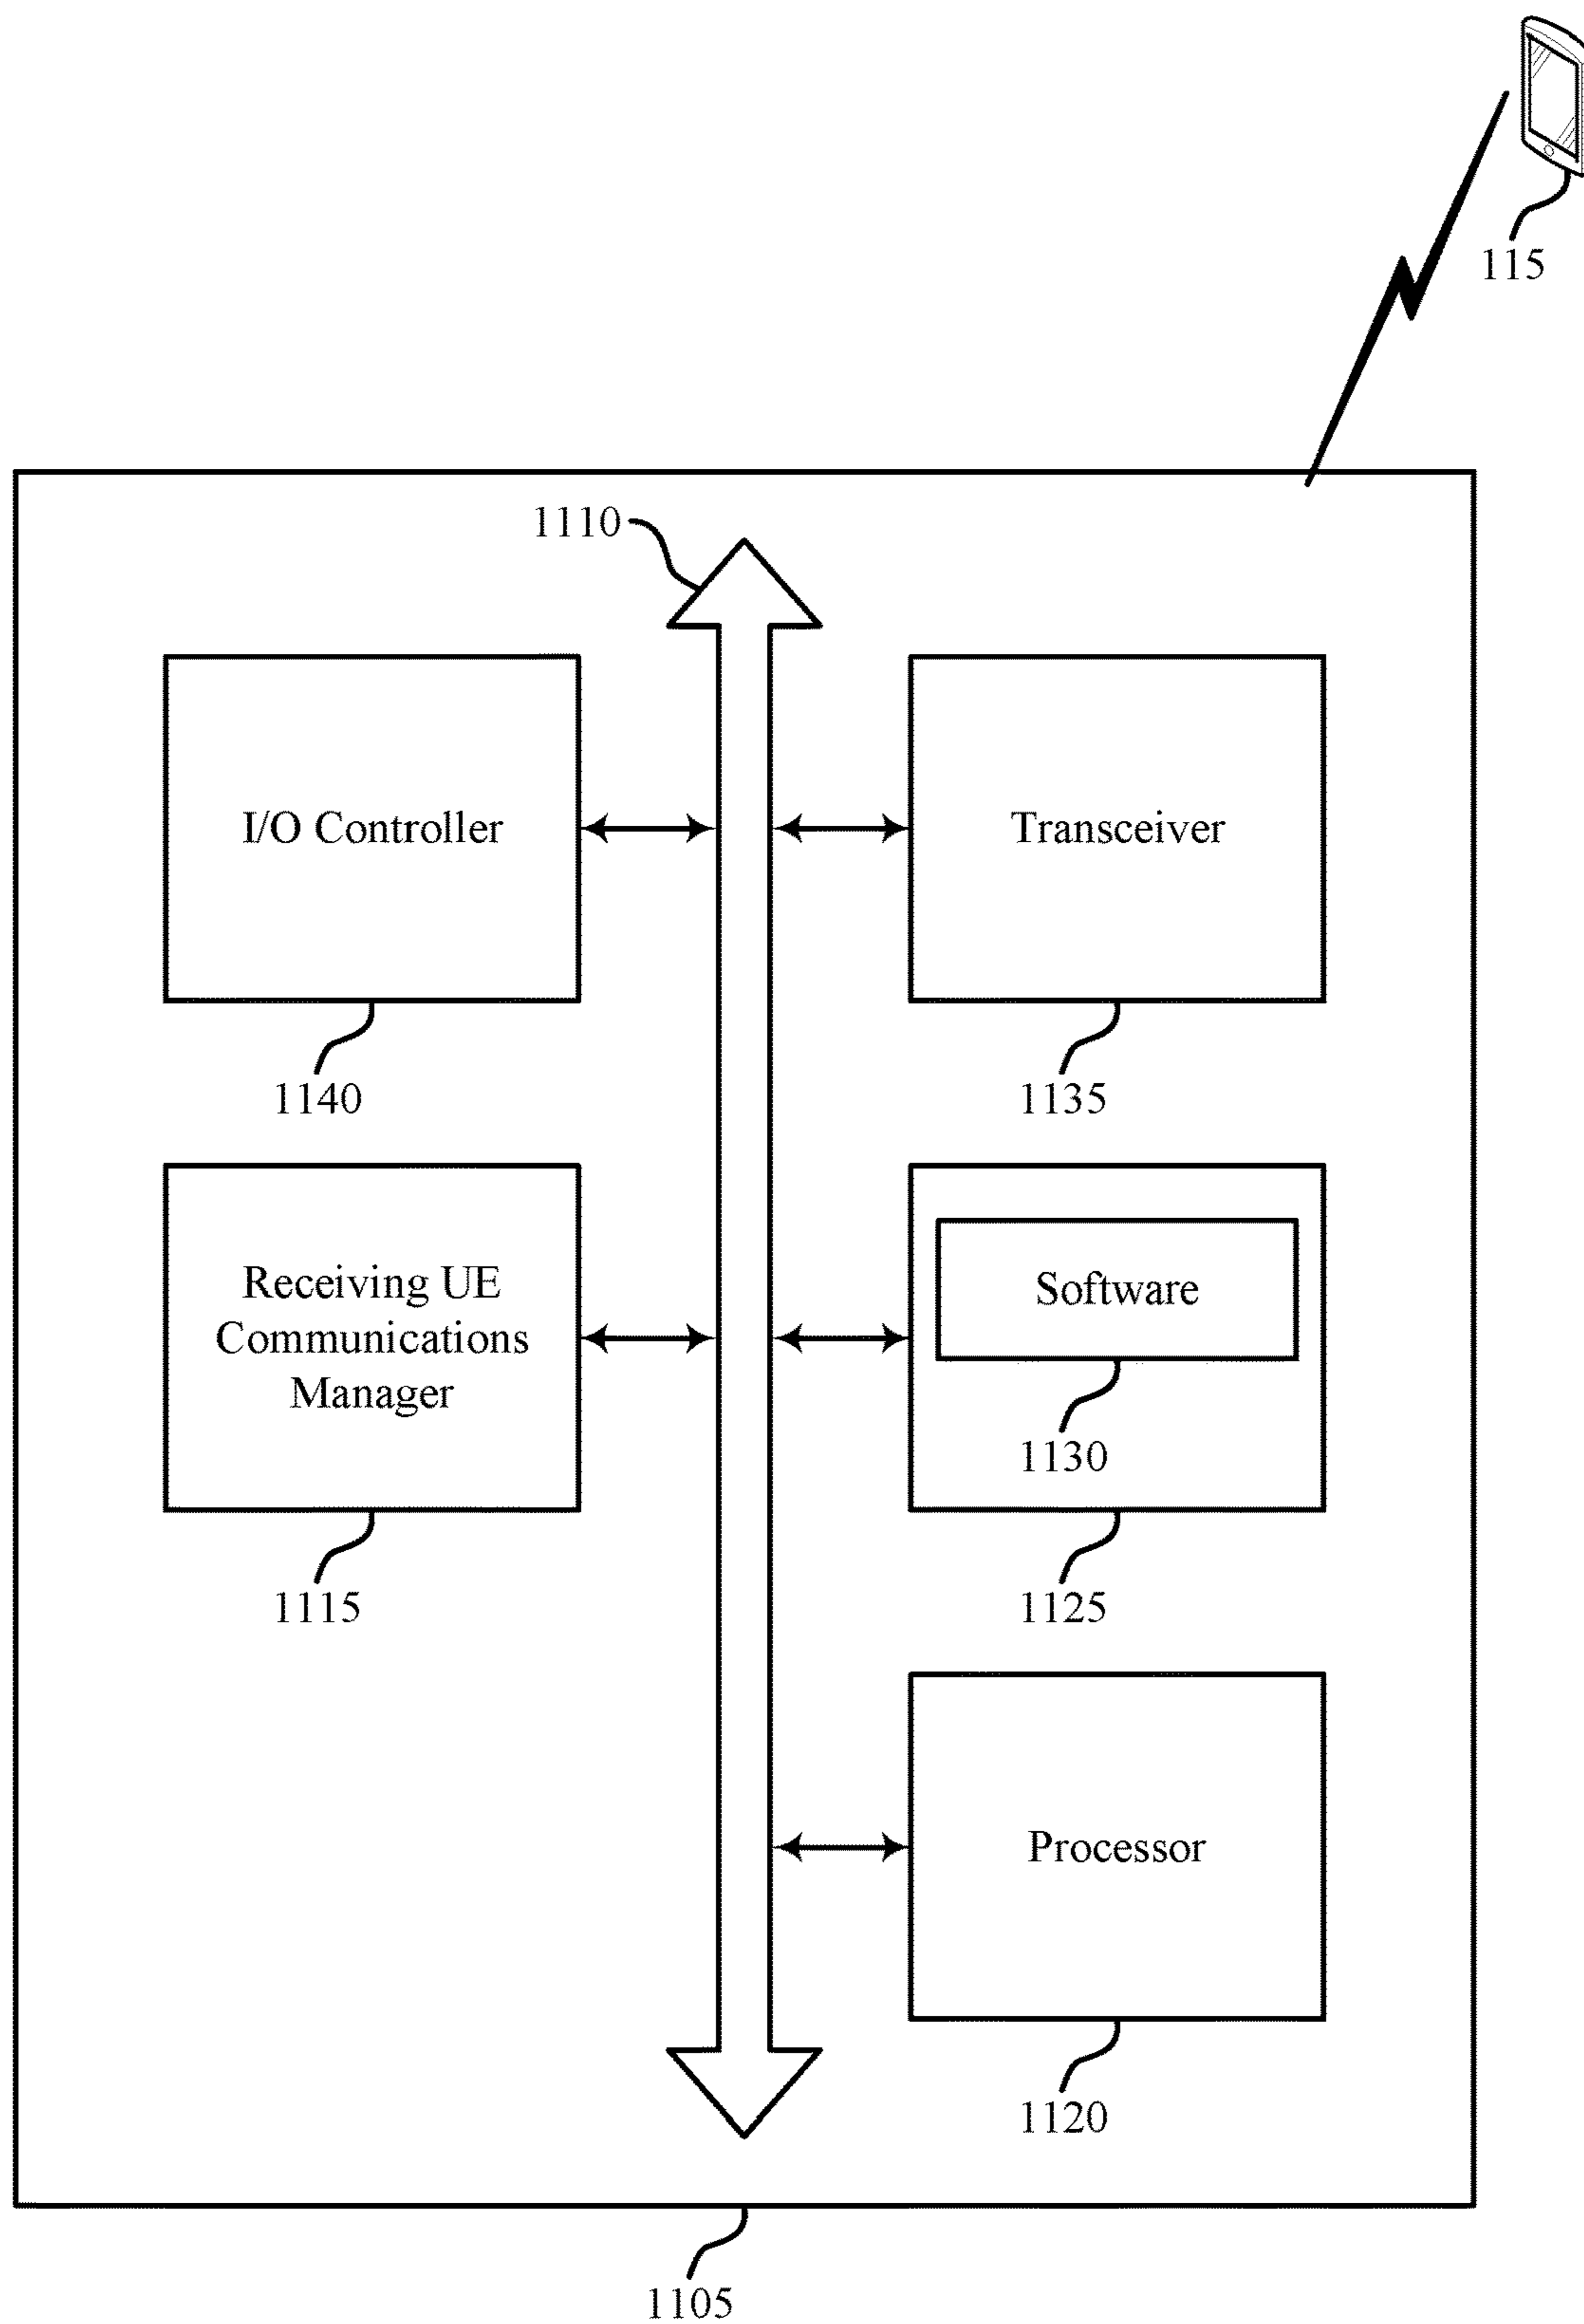 115
1110
I/O Controller
Transceiver
1140
1135
Receiving UE
Communications
Manager
Software
1130
1115
1125
Processor
1120
1105